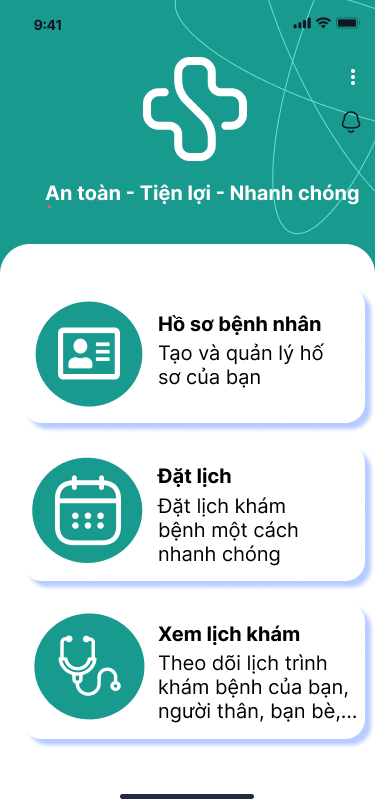 9:41
An toàn - Tiện lợi - Nhanh chóng
Hồ sơ bệnh nhân
Tạo và quản lý hố
sơ của bạn
Đặt lịch
Đặt lịch khám
bệnh một cách
nhanh chóng
Xem lịch khám
Theo dõi lịch trình
khám bệnh của bạn,
người thân, bạn bè,...